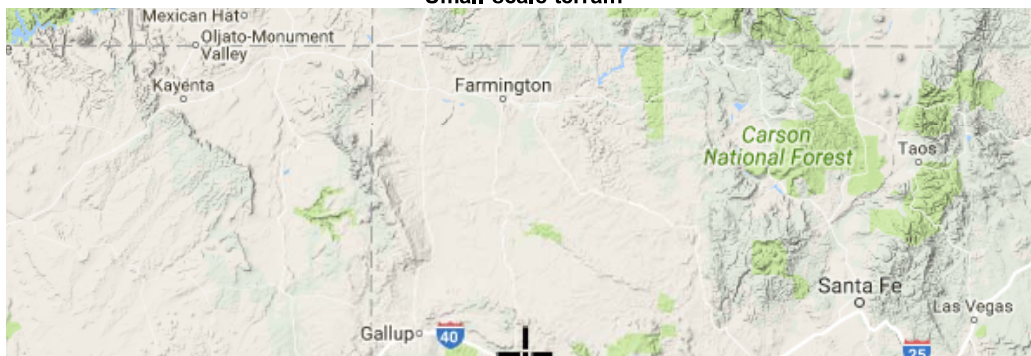 Small scale terrain
Mexican Hat
Oljato-Monument
Valley
Kayenta
Farmington
Carson
National Forest
Taos
Santa Fe
Las Vegas
Gallup
40
25